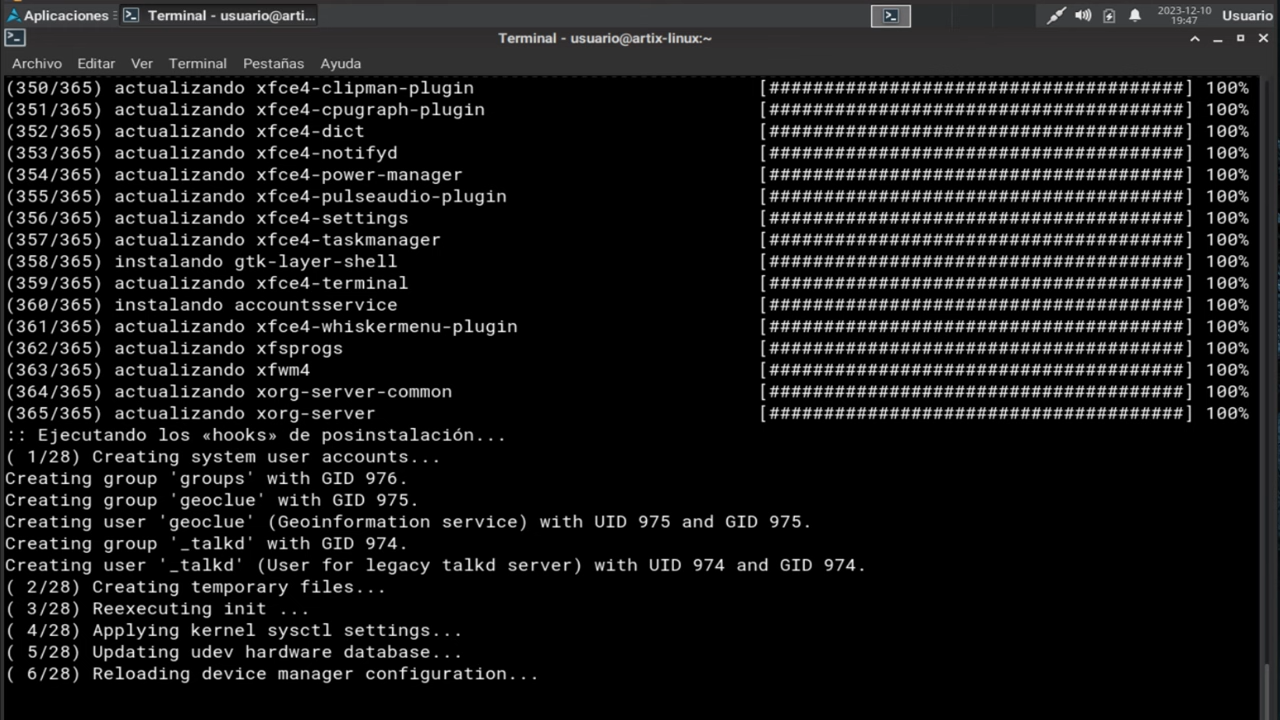 Aplicaciones
Terminal - usuario@arti...
2023-12-10
19:47
Usuario
Terminal - usuario@artix-linux:~
Archivo Editar Ver Terminal Pestañas Ayuda
(350/365) actualizando xfce4-clipman-plugin [######################################] 100%
(351/365) actualizando xfce4-cpugraph-plugin [######################################] 100%
(352/365) actualizando xfce4-dict [######################################] 100%
(353/365) actualizando xfce4-notifyd [######################################] 100%
(354/365) actualizando xfce4-power-manager [######################################] 100%
(355/365) actualizando xfce4-pulseaudio-plugin [######################################] 100%
(356/365) actualizando xfce4-settings [######################################] 100%
(357/365) actualizando xfce4-taskmanager [######################################] 100%
(358/365) instalando gtk-layer-shell [######################################] 100%
(359/365) actualizando xfce4-terminal [######################################] 100%
(360/365) instalando accountsservice [######################################] 100%
(361/365) actualizando xfce4-whiskermenu-plugin [######################################] 100%
(362/365) actualizando xfsprogs [######################################] 100%
(363/365) actualizando xfwm4 [######################################] 100%
(364/365) actualizando xorg-server-common [######################################] 100%
(365/365) actualizando xorg-server [######################################] 100%
:: Ejecutando los «hooks» de posinstalación...
( 1/28) Creating system user accounts...
Creating group 'groups' with GID 976.
Creating group 'geoclue' with GID 975.
Creating user 'geoclue' (Geoinformation service) with UID 975 and GID 975.
Creating group '_talkd' with GID 974.
Creating user '_talkd' (User for legacy talkd server) with UID 974 and GID 974.
( 2/28) Creating temporary files...
( 3/28) Reexecuting init ...
( 4/28) Applying kernel sysctl settings...
( 5/28) Updating udev hardware database...
( 6/28) Reloading device manager configuration...